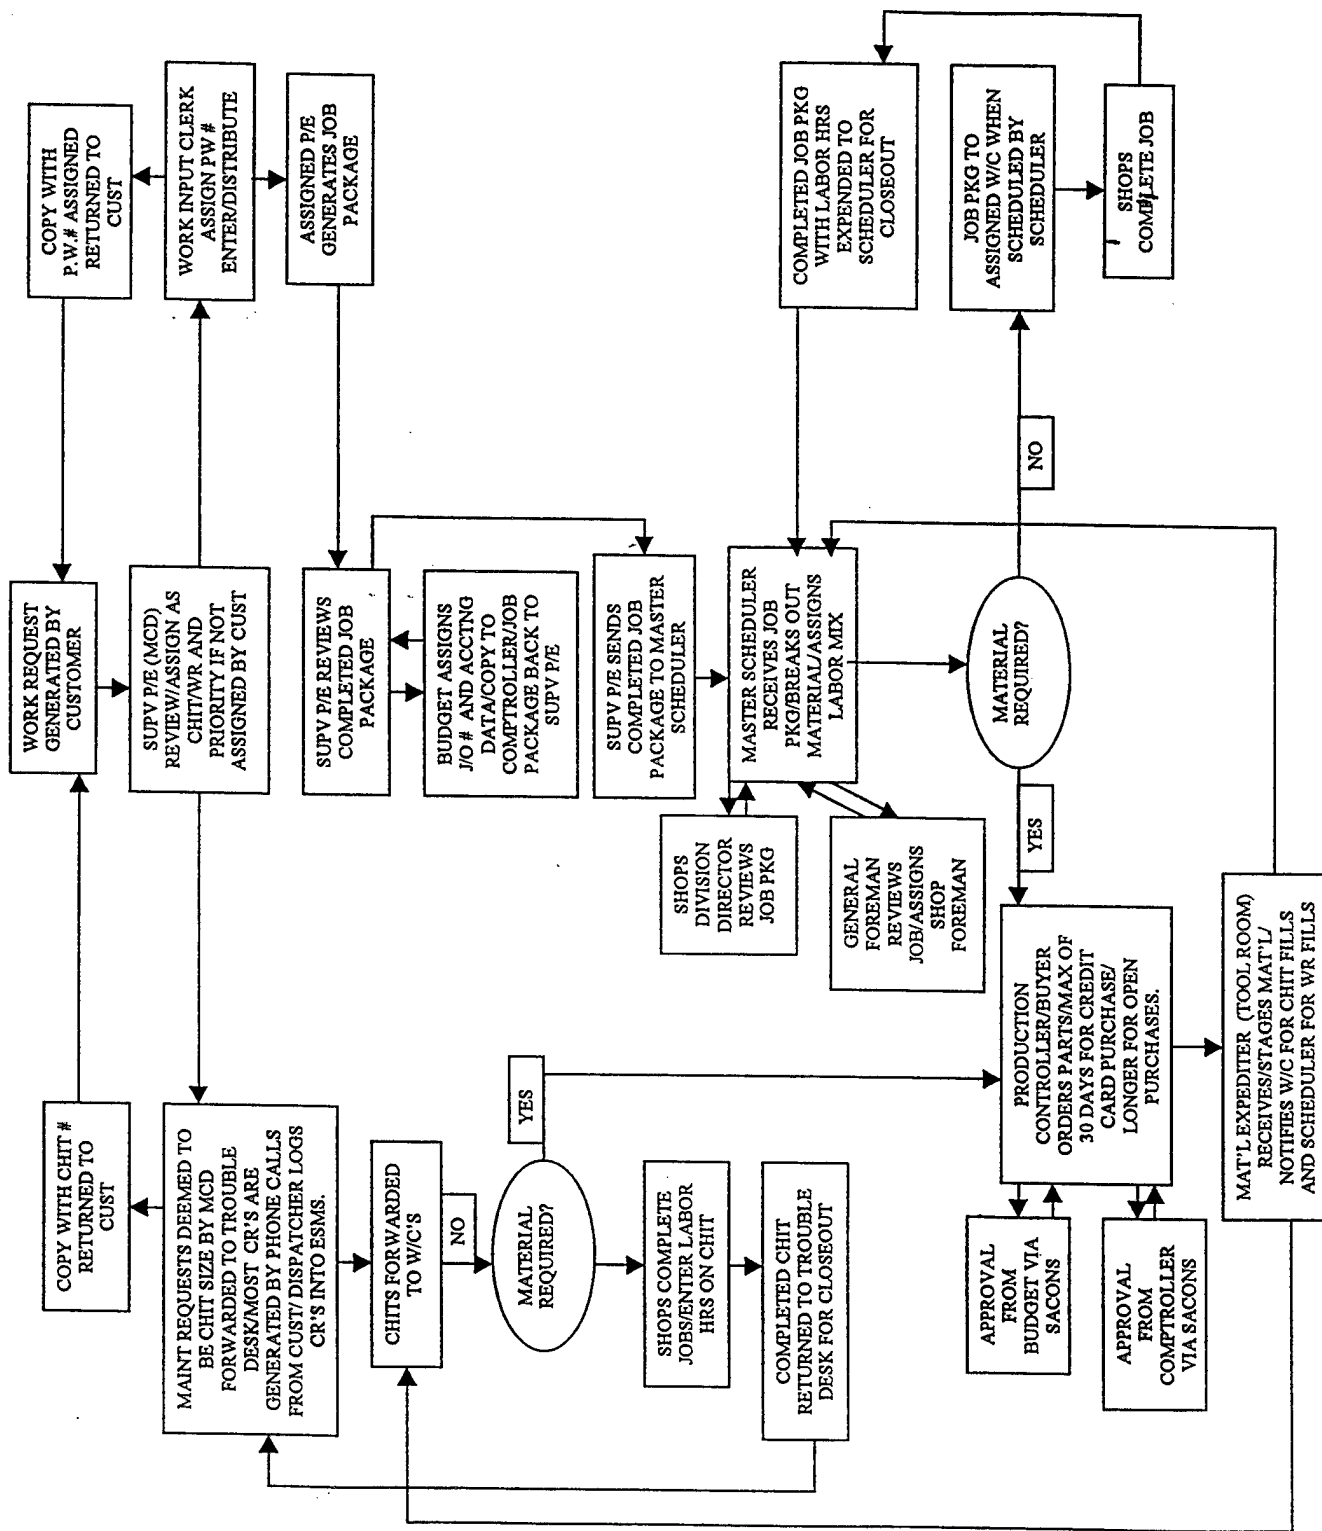 COPY WITH CHIT #
RETURNED TO
CUST
WORK REQUEST
GENERATED BY
CUSTOMER
COPY WITH
P.W.# ASSIGNED
RETURNED TO
CUST
MAINT REQUESTS DEEMED TO
BE CHIT SIZE BY MCD
FORWARDED TO TROUBLE
DESK/MOST CR'S ARE
GENERATED BY PHONE CALLS
FROM CUST/ DISPATCHER LOGS
CR'S INTO ESMS.
SUPV P/E (MCD)
REVIEW/ASSIGN AS
CHIT/WR AND
PRIORITY IF NOT
ASSIGNED BY CUST
WORK INPUT CLERK
ASSIGN PW #
ENTER/DISTRIBUTE
ASSIGNED P/E
GENERATES JOB
PACKAGE
CHITS FORWARDED
TO W/C'S
NO
SUPV P/E REVIEWS
COMPLETED JOB
PACKAGE
BUDGET ASSIGNS
J/O # AND ACCTNG
DATA/COPY TO
COMPTROLLER/JOB
PACKAGE BACK TO
SUPV P/E
MATERIAL
REQUIRED?
YES
SUPV P/E SENDS
COMPLETED JOB
PACKAGE TO MASTER
SCHEDULER
SHOPS COMPLETE
JOBS/ENTER LABOR
HRS ON CHIT
SHOPS
DIVISION
DIRECTOR
REVIEWS
JOB PKG
MASTER SCHEDULER
RECEIVES JOB
PKG/BREAKS OUT
MATERIAL/ASSIGNS
LABOR MIX
COMPLETED JOB PKG
WITH LABOR HRS
EXPENDED TO
SCHEDULER FOR
CLOSEOUT
COMPLETED CHIT
RETURNED TO TROUBLE
DESK FOR CLOSEOUT
GENERAL
FOREMAN
REVIEWS
JOB/ASSIGNS
SHOP
FOREMAN
MATERIAL
REQUIRED?
YES
NO
JOB PKG TO
ASSIGNED W/C WHEN
SCHEDULED BY
SCHEDULER
SHOPS
COMPLETE JOB
APPROVAL
FROM
BUDGET VIA
SACONS
PRODUCTION
CONTROLLER/BUYER
ORDERS PARTS/MAX OF
30 DAYS FOR CREDIT
CARD PURCHASE/
LONGER FOR OPEN
PURCHASES.
APPROVAL
FROM
COMPTROLLER
VIA SACONS
MAT'L EXPEDITER (TOOL ROOM)
RECEIVES/STAGES MAT'L/
NOTIFIES W/C FOR CHIT FILLS
AND SCHEDULER FOR WR FILLS